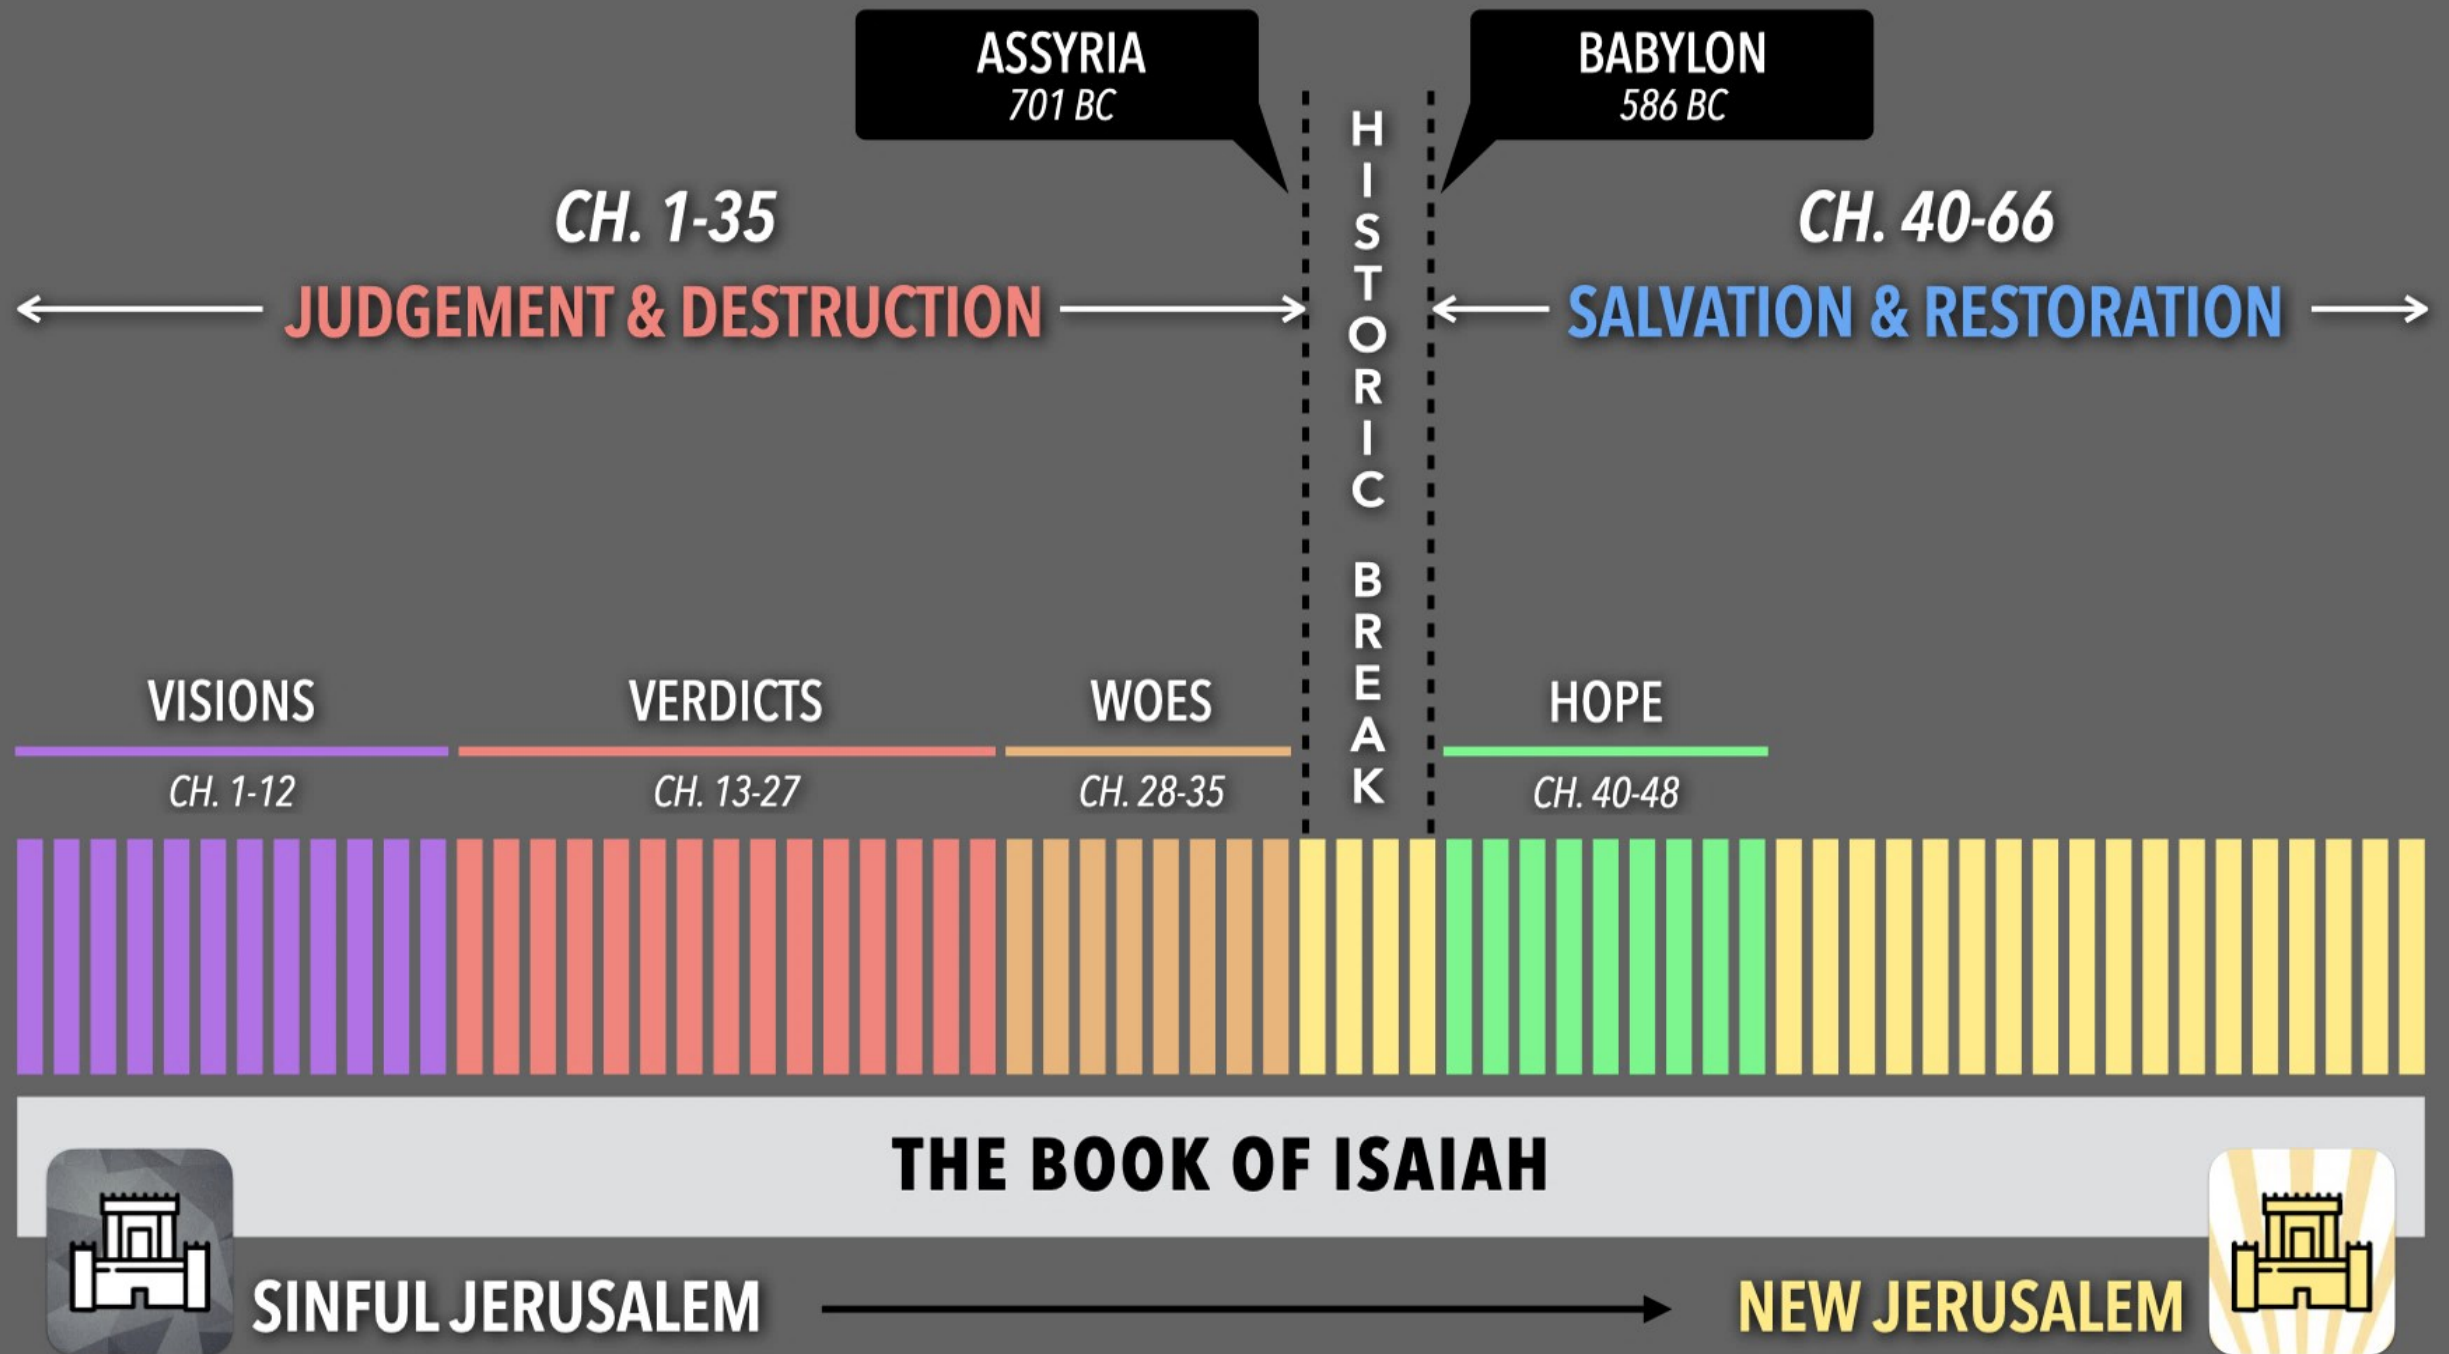 ASSYRIA
701 BC
BABYLON
586 BC
HISTORIC BREAK
CH. 1-35
JUDGEMENT & DESTRUCTION
CH. 40-66
SALVATION & RESTORATION
VISIONS
CH. 1-12
VERDICTS
CH. 13-27
WOES
CH. 28-35
HOPE
CH. 40-48
THE BOOK OF ISAIAH
SINFUL JERUSALEM
NEW JERUSALEM